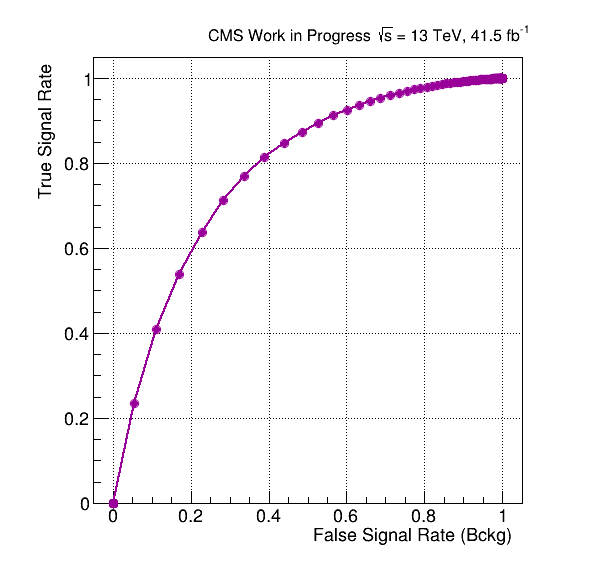 CMS Work in Progress √s = 13 TeV, 41.5 fb⁻¹
True Signal Rate
1
0.8
0.6
0.4
0.2
0
0 0.2 0.4 0.6 0.8 1
False Signal Rate (Bckg)